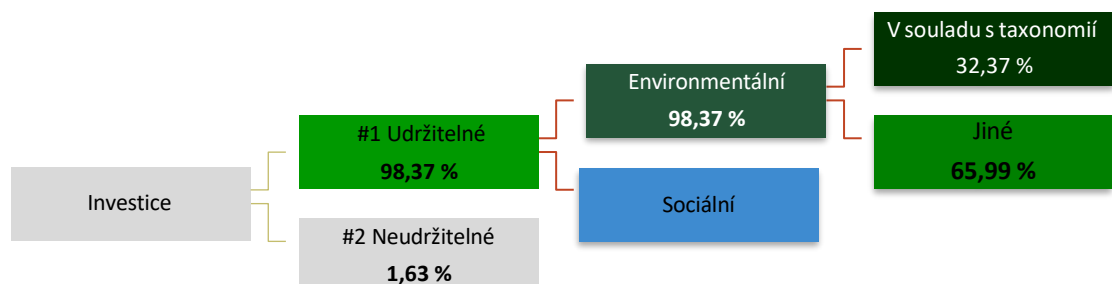 Investice
#1 Udržitelné
98,37 %
#2 Neudržitelné
1,63 %
Environmentální
98,37 %
Sociální
V souladu s taxonomií
32,37 %
Jiné
65,99 %